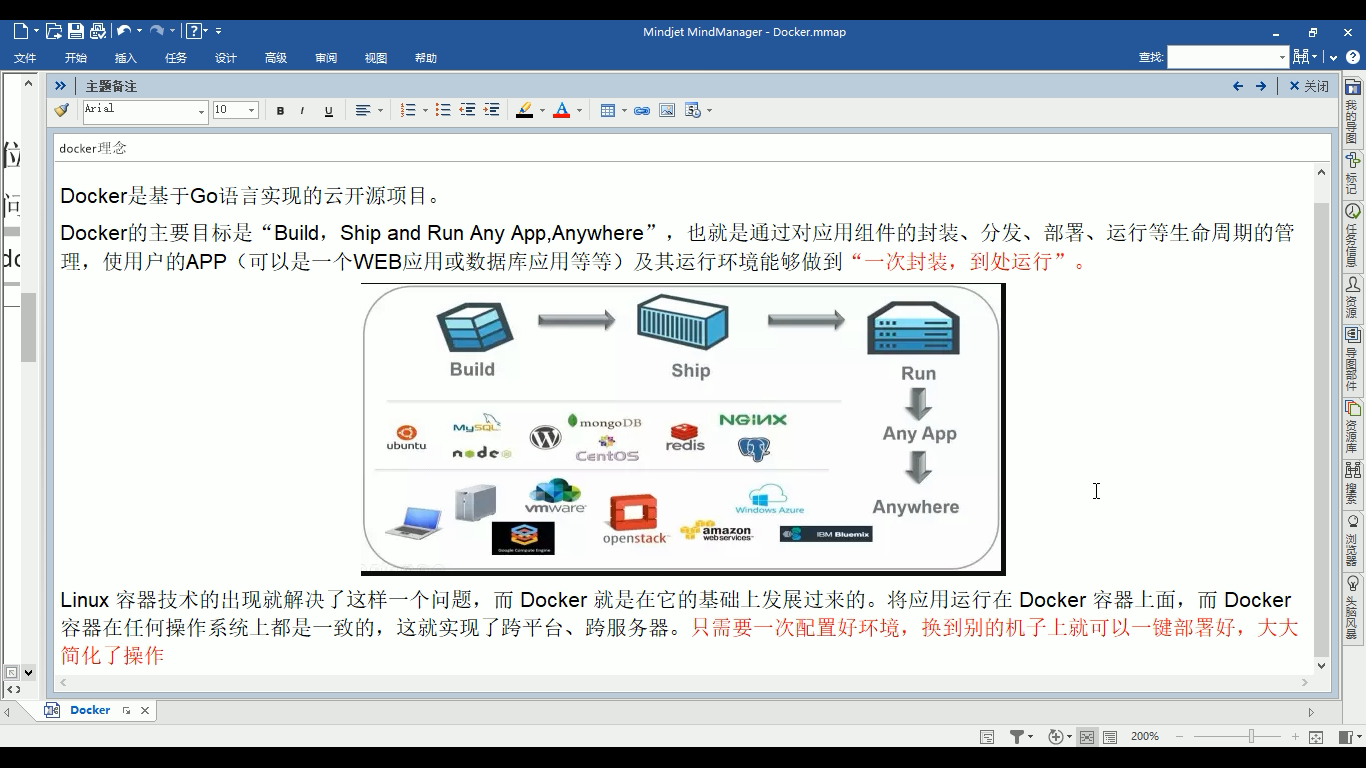 Mindjet MindManager - Docker.mmap
文件 开始 插入 任务 设计 高级 审阅 视图 帮助 查找:
主题备注 关闭
Arial 10 B I U A
docker理念
Docker是基于Go语言实现的云开源项目。
Docker的主要目标是“Build，Ship and Run Any App,Anywhere”，也就是通过对应用组件的封装、分发、部署、运行等生命周期的管
理，使用户的APP（可以是一个WEB应用或数据库应用等等）及其运行环境能够做到“一次封装，到处运行”。
Build
Ship
Run
Any App
Anywhere
ubuntu
MySQL
node
mongoDB
CentOS
redis
NGINX
vmware
Google Compute Engine
openstack
Windows Azure
amazon
webservices
IBM Bluemix
Linux 容器技术的出现就解决了这样一个问题，而 Docker 就是在它的基础上发展过来的。将应用运行在 Docker 容器上面，而 Docker
容器在任何操作系统上都是一致的，这就实现了跨平台、跨服务器。只需要一次配置好环境，换到别的机子上就可以一键部署好，大大
简化了操作
我的导图
标记
任务信息
资源
导图部件
资源库
搜索
浏览器
头脑风暴
Docker
200%